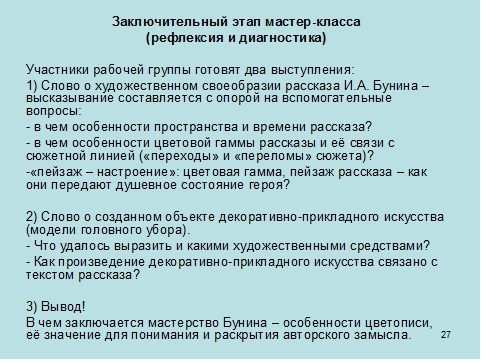 Заключительный этап мастер-класса
(рефлексия и диагностика)
Участники рабочей группы готовят два выступления:
1) Слово о художественном своеобразии рассказа И.А. Бунина –
высказывание составляется с опорой на вспомогательные
вопросы:
- в чем особенности пространства и времени рассказа?
- в чем особенности цветовой гаммы рассказы и её связи с
сюжетной линией («переходы» и «переломы» сюжета)?
-«пейзаж – настроение»: цветовая гамма, пейзаж рассказа – как
они передают душевное состояние героя?
2) Слово о созданном объекте декоративно-прикладного искусства
(модели головного убора).
- Что удалось выразить и какими художественными средствами?
- Как произведение декоративно-прикладного искусства связано с
текстом рассказа?
3) Вывод!
В чем заключается мастерство Бунина – особенности цветописи,
её значение для понимания и раскрытия авторского замысла.
27